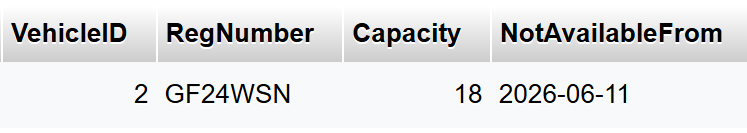 VehicleID RegNumber Capacity NotAvailableFrom
2 GF24WSN 18 2026-06-11